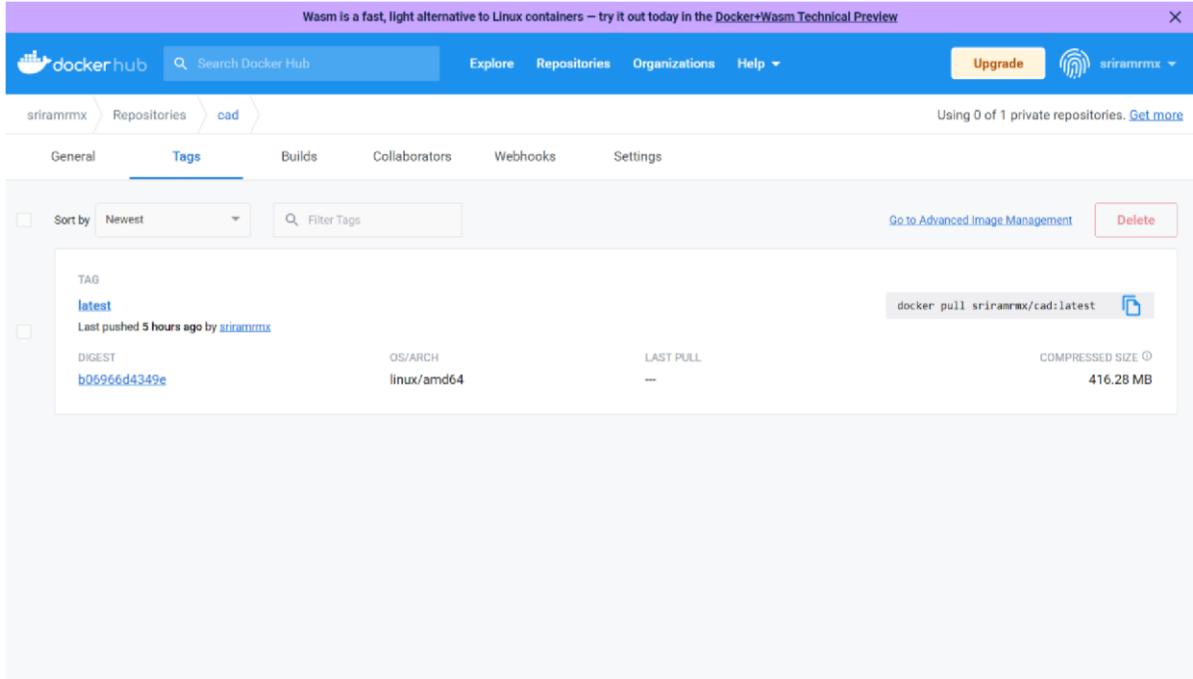 Wasm is a fast, light alternative to Linux containers — try it out today in the Docker+Wasm Technical Preview
dockerhub Search Docker Hub Explore Repositories Organizations Help Upgrade sriramrmx
sriramrmx Repositories cad Using 0 of 1 private repositories. Get more
General Tags Builds Collaborators Webhooks Settings
Sort by Newest Filter Tags Go to Advanced Image Management Delete
TAG
latest docker pull sriramrmx/cad:latest
Last pushed 5 hours ago by sriramrmx
DIGEST OS/ARCH LAST PULL COMPRESSED SIZE
b06966d4349e linux/amd64 --- 416.28 MB